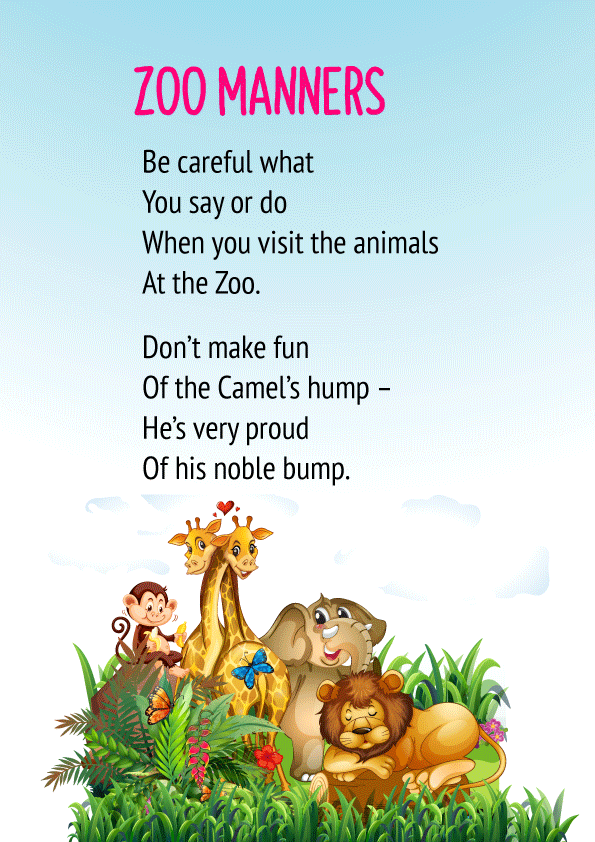 ZOO MANNERS
Be careful what
You say or do
When you visit the animals
At the Zoo.
Don’t make fun
Of the Camel’s hump –
He’s very proud
Of his noble bump.